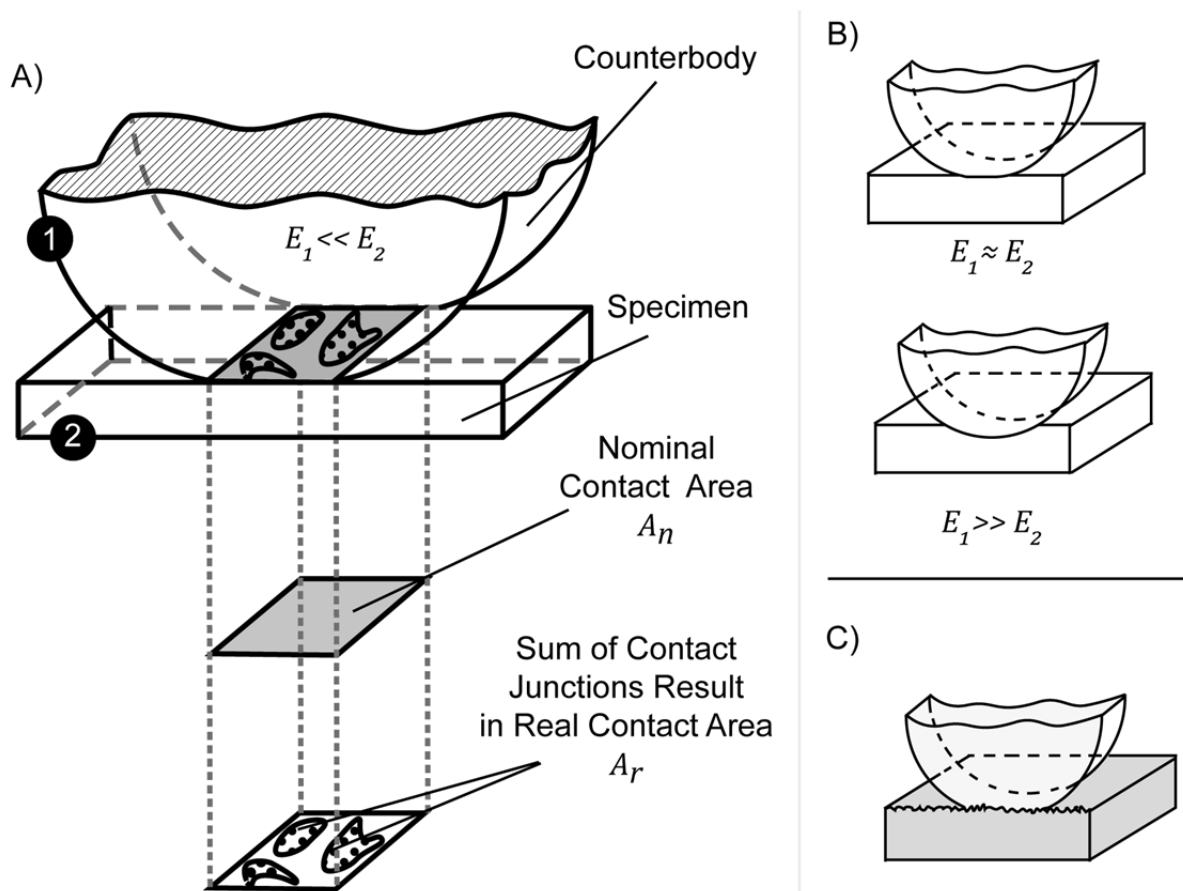 A)
Counterbody
1
E₁ << E₂
Specimen
2
Nominal
Contact Area
Aₙ
Sum of Contact
Junctions Result
in Real Contact Area
Aᵣ
B)
E₁ ≈ E₂
E₁ >> E₂
C)